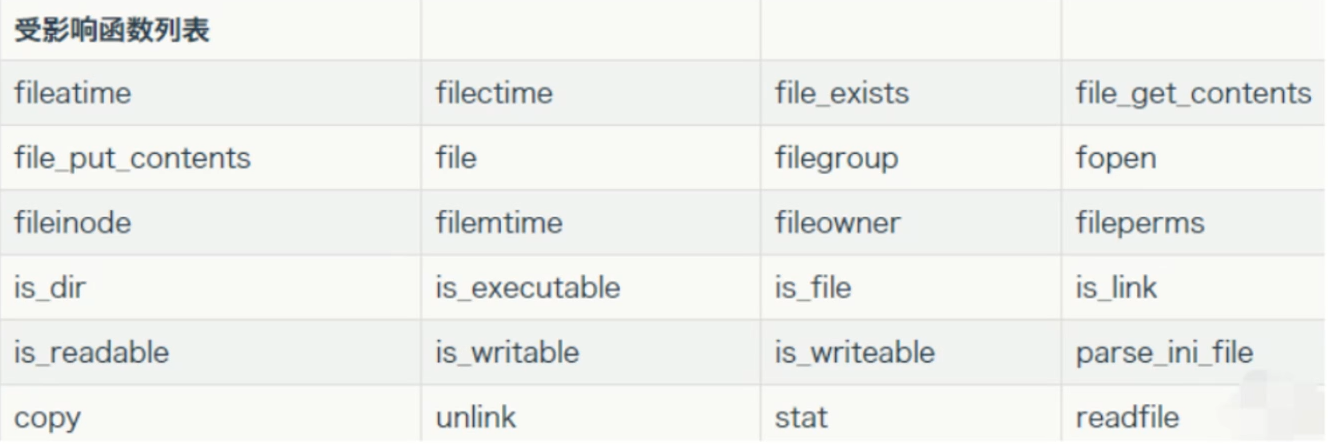 受影响函数列表
fileatime filectime file_exists file_get_contents
file_put_contents file filegroup fopen
fileinode filemtime fileowner fileperms
is_dir is_executable is_file is_link
is_readable is_writable is_writeable parse_ini_file
copy unlink stat readfile